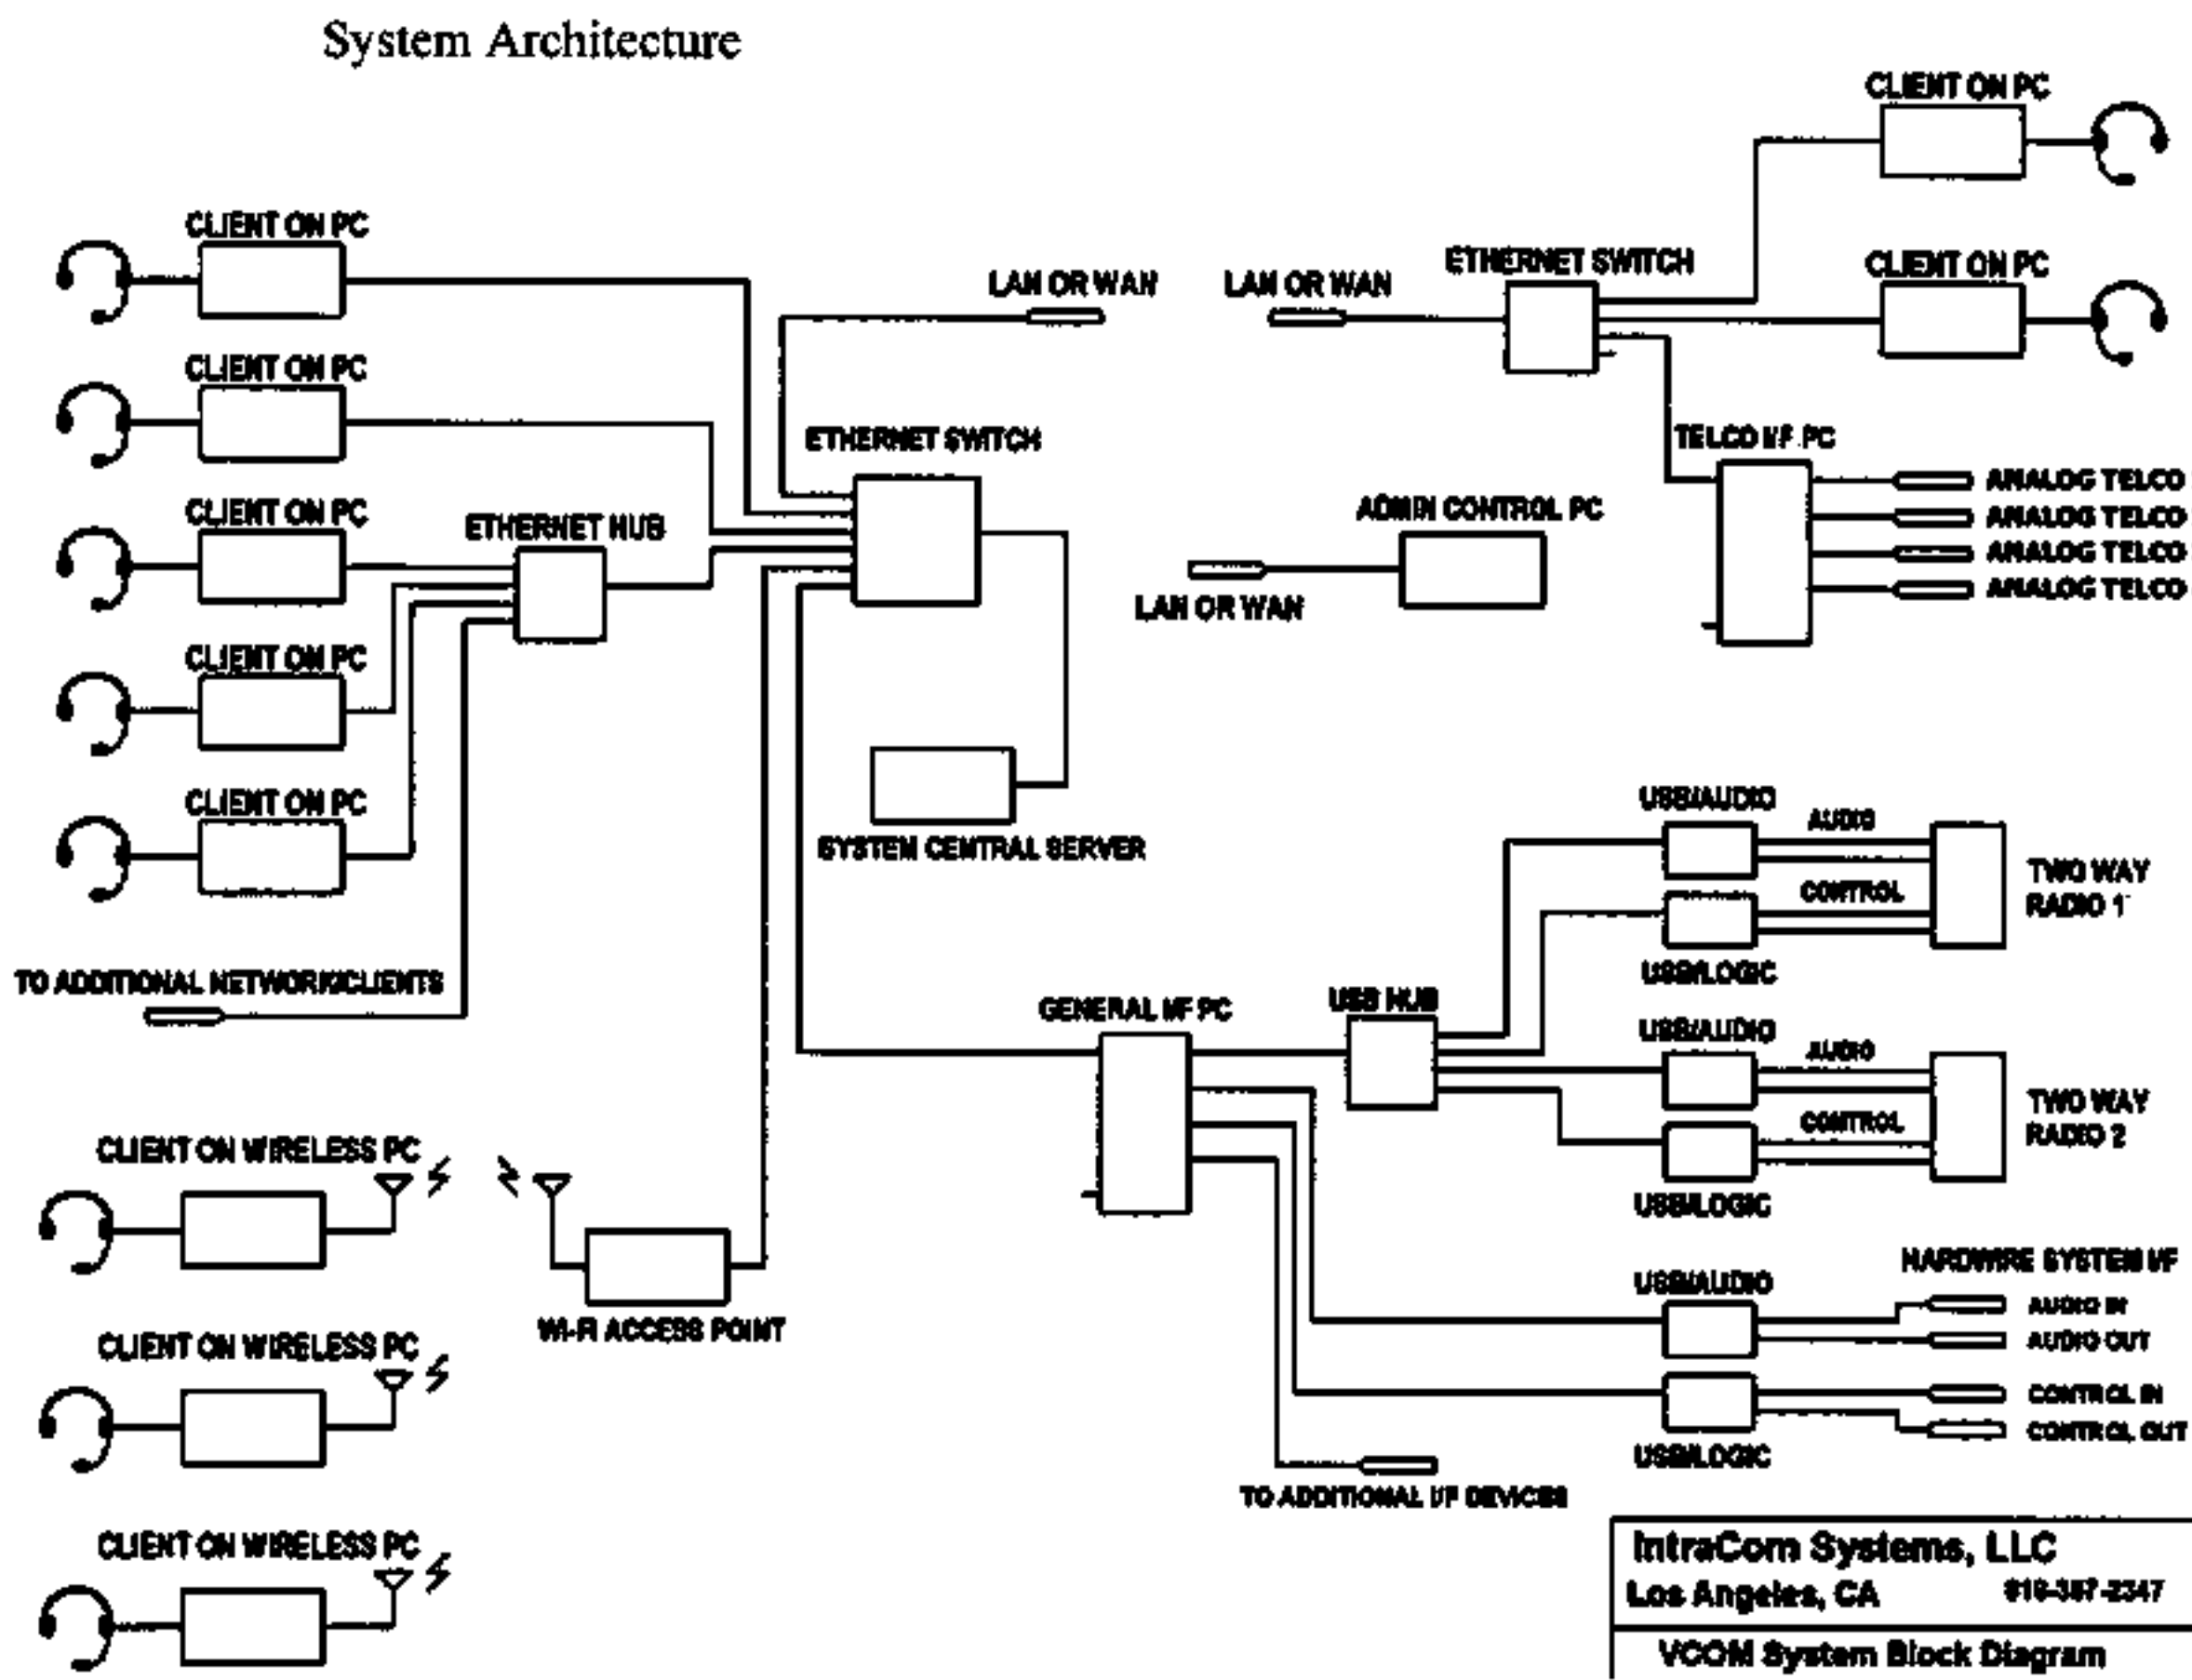 System Architecture
CLIENT ON PC
CLIENT ON PC
LAN OR WAN
LAN OR WAN
ETHERNET SWITCH
CLIENT ON PC
CLIENT ON PC
ETHERNET SWITCH
TELCO I/F PC
ANALOG TELCO
ANALOG TELCO
ANALOG TELCO
ANALOG TELCO
CLIENT ON PC
ETHERNET HUB
ADMIN CONTROL PC
LAN OR WAN
CLIENT ON PC
CLIENT ON PC
SYSTEM CENTRAL SERVER
USB/AUDIO
AUDIO
TWO WAY
RADIO 1
CONTROL
USB/LOGIC
TO ADDITIONAL NETWORK/CLIENTS
GENERAL I/F PC
USB HUB
USB/AUDIO
AUDIO
TWO WAY
RADIO 2
CONTROL
USB/LOGIC
CLIENT ON WIRELESS PC
WI-FI ACCESS POINT
HARDWIRE SYSTEM I/F
USB/AUDIO
AUDIO IN
AUDIO OUT
CLIENT ON WIRELESS PC
CONTROL IN
CONTROL OUT
USB/LOGIC
TO ADDITIONAL I/F DEVICES
CLIENT ON WIRELESS PC
IntraCom Systems, LLC
Los Angeles, CA
VCOM System Block Diagram